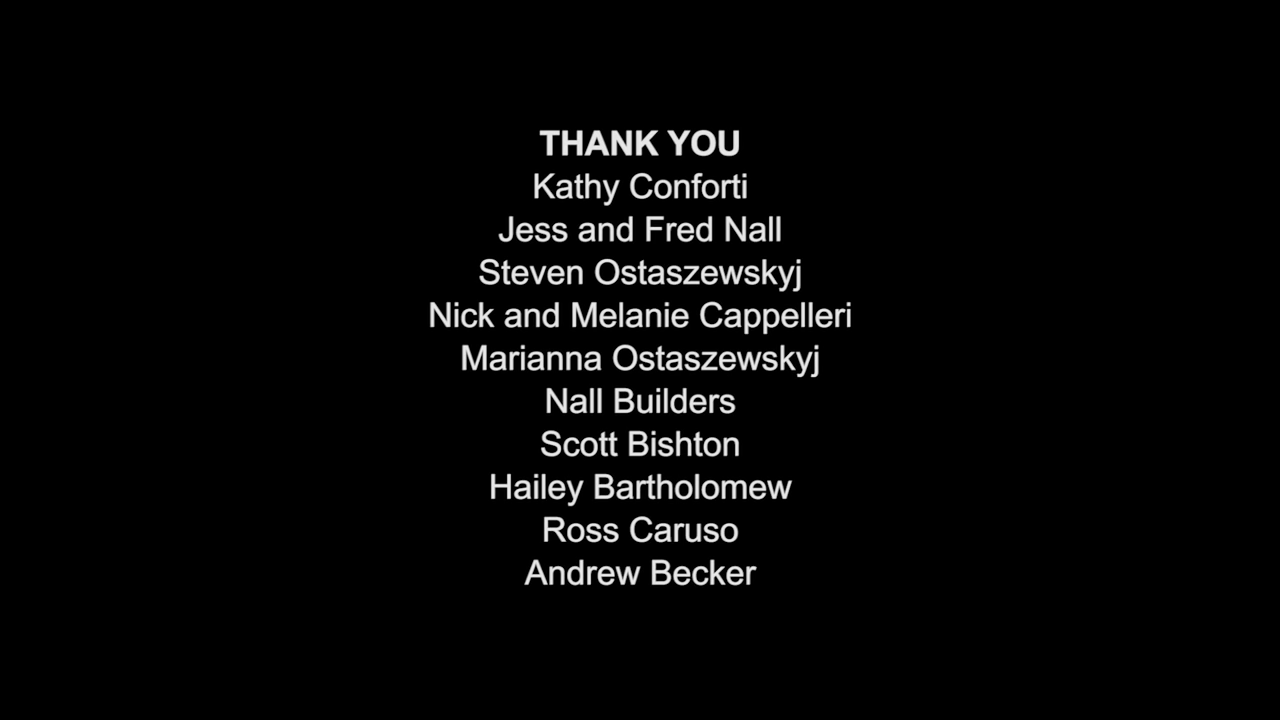 THANK YOU
Kathy Conforti
Jess and Fred Nall
Steven Ostaszewskyj
Nick and Melanie Cappelleri
Marianna Ostaszewskyj
Nall Builders
Scott Bishton
Hailey Bartholomew
Ross Caruso
Andrew Becker